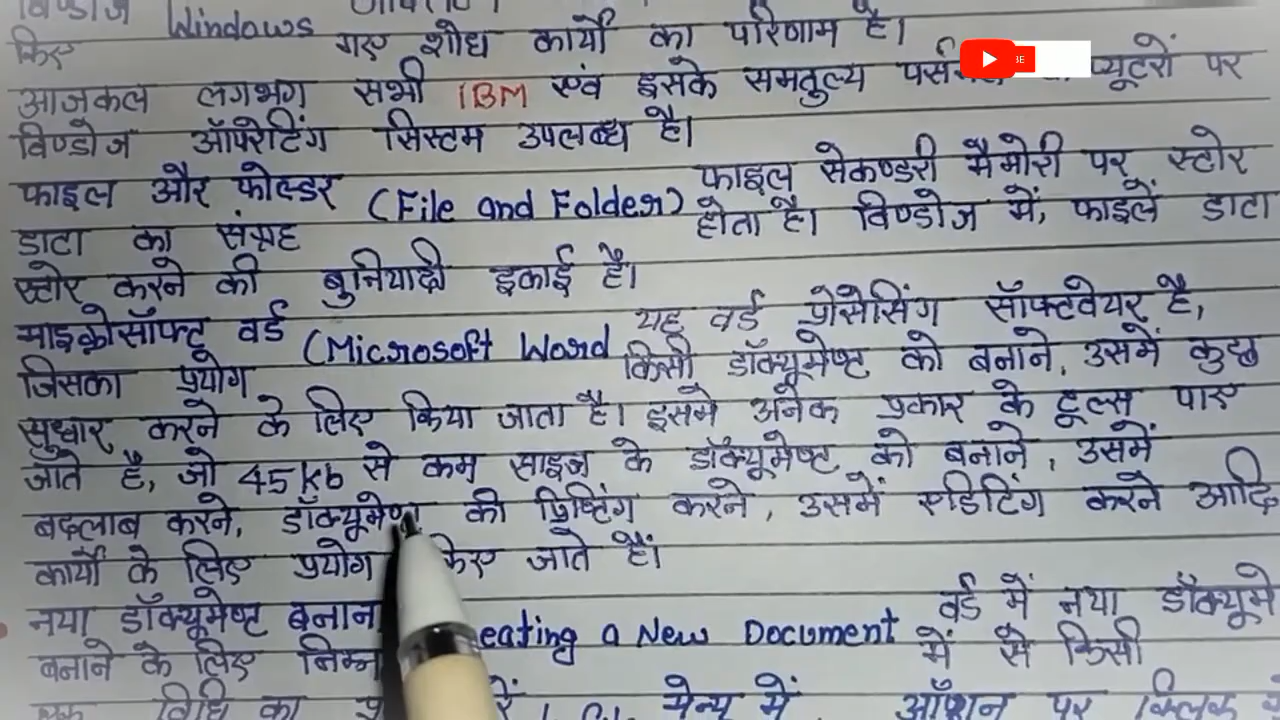 विण्डोज Windows
किए गए शोध कार्यों का परिणाम है।
आजकल लगभग सभी IBM एवं इसके समतुल्य पर्स प्यूटरों पर
विण्डोज ऑपरेटिंग सिस्टम उपलब्ध है।
फाइल और फोल्डर (File and Folder) फाइल सेकण्डरी मैमोरी पर स्टोर
डाटा का संग्रह होता है। विण्डोज में, फाइलें डाटा
स्टोर करने की बुनियादी इकाई है।
माइक्रोसॉफ्ट वर्ड (Microsoft Word यह वर्ड प्रोसेसिंग सॉफ्टवेयर है,
जिसका प्रयोग किसी डॉक्यूमेण्ट को बनाने, उसमें कुछ
सुधार करने के लिए किया जाता है। इसमें अनेक प्रकार के टूल्स पाए
जाते है, जो 45kb से कम साइज के डॉक्यूमेण्ट को बनाने, उसमें
बदलाब करने, डॉक्यूमेण्ट की प्रिण्टिंग करने, उसमें एडिटिंग करने आदि
कार्यों के लिए प्रयोग किए जाते हैं।
नया डॉक्यूमेण्ट बनाना eating a New Document वर्ड में नया डॉक्यूमे
बनाने के लिए निम्न में से किसी
एक विधि का मेन्यू में ऑप्शन पर क्लिक